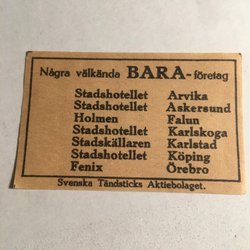 Några välkända BARA-företag
Stadshotellet Arvika
Stadshotellet Askersund
Holmen Falun
Stadshotellet Karlskoga
Stadskällaren Karlstad
Stadshotellet Köping
Fenix Örebro
Svenska Tändsticks Aktiebolaget.